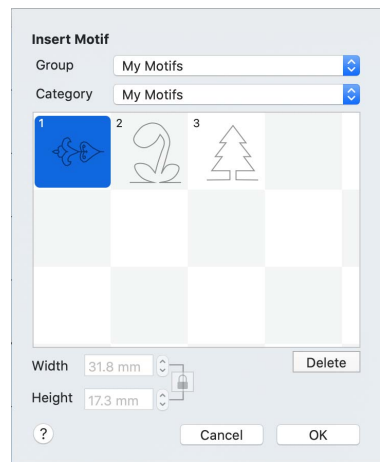 Insert Motif
Group My Motifs
Category My Motifs
1 2 3
Width 31.8 mm Delete
Height 17.3 mm
? Cancel OK